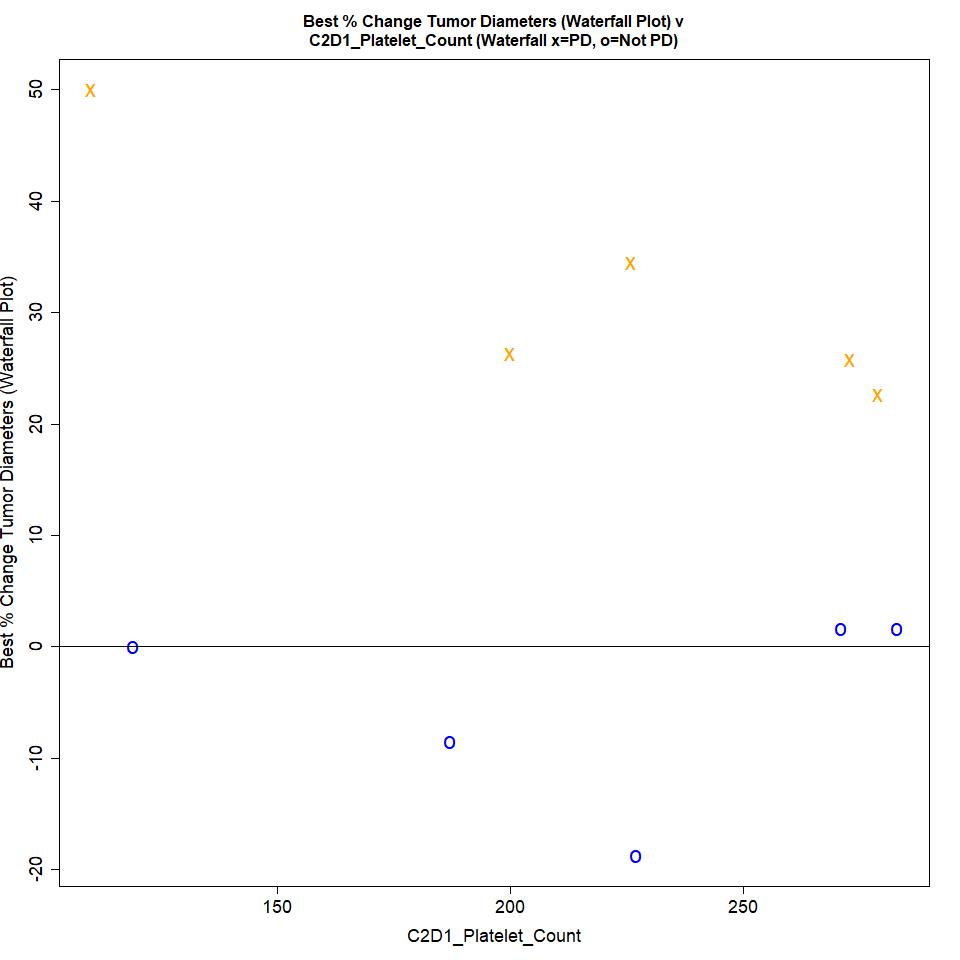 Best % Change Tumor Diameters (Waterfall Plot) v
C2D1_Platelet_Count (Waterfall x=PD, o=Not PD)
Best % Change Tumor Diameters (Waterfall Plot)
50
40
30
20
10
0
-10
-20
X
X
X
X
X
O
O
O
O
O
150
200
250
C2D1_Platelet_Count